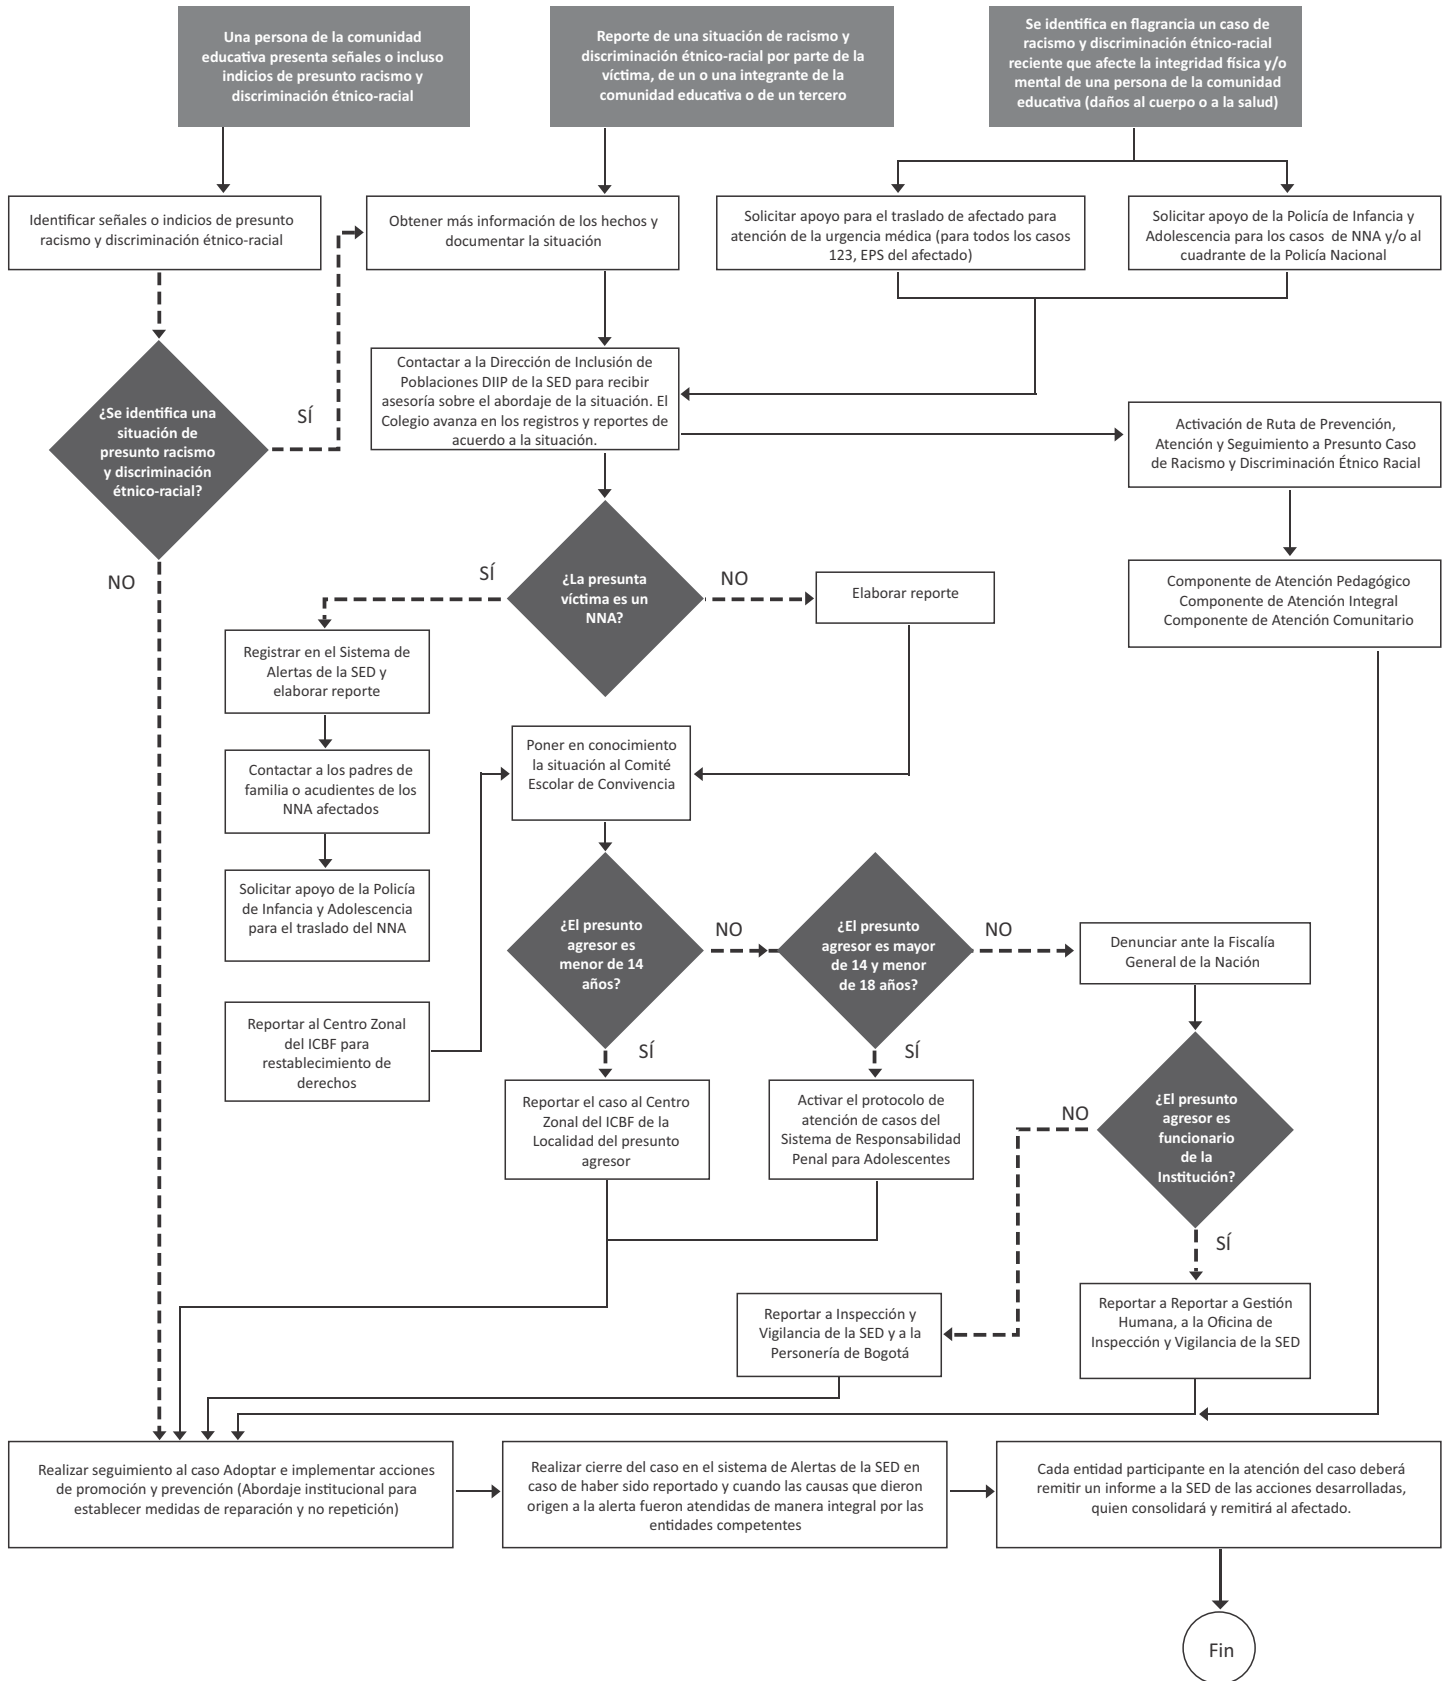 Una persona de la comunidad
educativa presenta señales o incluso
indicios de presunto racismo y
discriminación étnico-racial
Reporte de una situación de racismo y
discriminación étnico-racial por parte de la
víctima, de un o una integrante de la
comunidad educativa o de un tercero
Se identifica en flagrancia un caso de
racismo y discriminación étnico-racial
reciente que afecte la integridad física y/o
mental de una persona de la comunidad
educativa (daños al cuerpo o a la salud)
Identificar señales o indicios de presunto
racismo y discriminación étnico-racial
Obtener más información de los hechos y
documentar la situación
Solicitar apoyo para el traslado de afectado para
atención de la urgencia médica (para todos los casos
123, EPS del afectado)
Solicitar apoyo de la Policía de Infancia y
Adolescencia para los casos de NNA y/o al
cuadrante de la Policía Nacional
¿Se identifica una
situación de
presunto racismo
y discriminación
étnico-racial?
SÍ
NO
Contactar a la Dirección de Inclusión de
Poblaciones DIIP de la SED para recibir
asesoría sobre el abordaje de la situación. El
Colegio avanza en los registros y reportes de
acuerdo a la situación.
Activación de Ruta de Prevención,
Atención y Seguimiento a Presunto Caso
de Racismo y Discriminación Étnico Racial
Componente de Atención Pedagógico
Componente de Atención Integral
Componente de Atención Comunitario
¿La presunta
víctima es un
NNA?
SÍ
NO
Elaborar reporte
Registrar en el Sistema de
Alertas de la SED y
elaborar reporte
Contactar a los padres de
familia o acudientes de los
NNA afectados
Solicitar apoyo de la Policía
de Infancia y Adolescencia
para el traslado del NNA
Reportar al Centro Zonal
del ICBF para
restablecimiento de
derechos
Poner en conocimiento
la situación al Comité
Escolar de Convivencia
¿El presunto
agresor es
menor de 14
años?
NO
SÍ
¿El presunto
agresor es mayor
de 14 y menor
de 18 años?
NO
SÍ
Denunciar ante la Fiscalía
General de la Nación
Reportar el caso al Centro
Zonal del ICBF de la
Localidad del presunto
agresor
Activar el protocolo de
atención de casos del
Sistema de Responsabilidad
Penal para Adolescentes
¿El presunto
agresor es
funcionario
de la
Institución?
NO
SÍ
Reportar a Inspección y
Vigilancia de la SED y a la
Personería de Bogotá
Reportar a Reportar a Gestión
Humana, a la Oficina de
Inspección y Vigilancia de la SED
Realizar seguimiento al caso Adoptar e implementar acciones
de promoción y prevención (Abordaje institucional para
establecer medidas de reparación y no repetición)
Realizar cierre del caso en el sistema de Alertas de la SED en
caso de haber sido reportado y cuando las causas que dieron
origen a la alerta fueron atendidas de manera integral por las
entidades competentes
Cada entidad participante en la atención del caso deberá
remitir un informe a la SED de las acciones desarrolladas,
quien consolidará y remitirá al afectado.
Fin